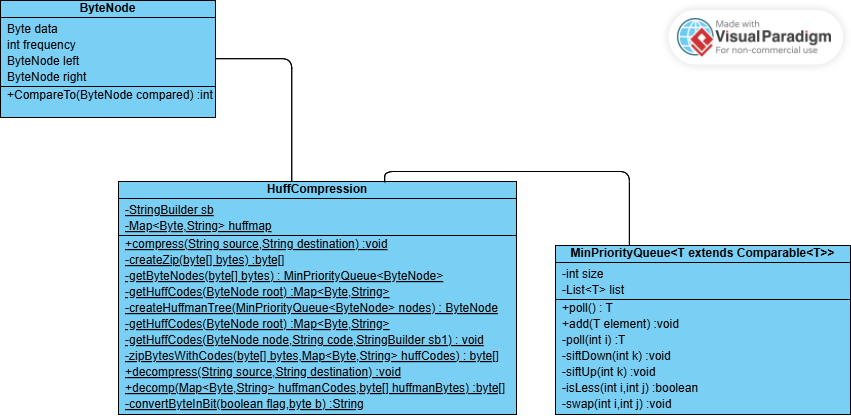 ByteNode
Byte data
int frequency
ByteNode left
ByteNode right
+CompareTo(ByteNode compared) :int
Made with
VisualParadigm
For non-commercial use
HuffCompression
-StringBuilder sb
-Map<Byte,String> huffmap
+compress(String source,String destination) :void
-createZip(byte[] bytes) :byte[]
-getByteNodes(byte[] bytes) : MinPriorityQueue<ByteNode>
-getHuffCodes(ByteNode root) :Map<Byte,String>
-createHuffmanTree(MinPriorityQueue<ByteNode> nodes) : ByteNode
-getHuffCodes(ByteNode root) :Map<Byte,String>
-getHuffCodes(ByteNode node,String code,StringBuilder sb1) : void
-zipBytesWithCodes(byte[] bytes,Map<Byte,String> huffCodes) : byte[]
+decompress(String source,String destination) :void
+decomp(Map<Byte,String> huffmanCodes,byte[] huffmanBytes) :byte[]
-convertByteInBit(boolean flag,byte b) :String
MinPriorityQueue<T extends Comparable<T>>
-int size
-List<T> list
+poll() : T
+add(T element) :void
-poll(int i) :T
-siftDown(int k) :void
-siftUp(int k) :void
-isLess(int i,int j) :boolean
-swap(int i,int j) :void